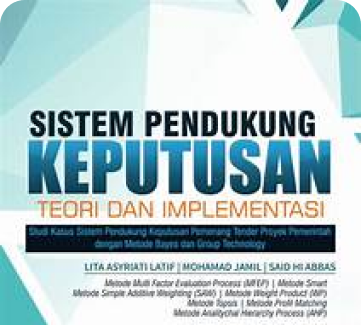 SISTEM PENDUKUNG
KEPUTUSAN
TEORI DAN IMPLEMENTASI
Studi Kasus Sistem Pendukung Keputusan Pemenang Tender Proyek Pemerintah
dengan Metode Bayes dan Group Technology
LITA ASYRIATI LATIF | MOHAMAD JAMIL | SAID HI ABBAS
Metode Multi Factor Evaluation Process (MFEP) | Metode Smart
Metode Simple Additive Weighting (SAW) | Metode Weight Product (WP)
Metode Topsis | Metode Profil Matching
Metode Analitychal Hierarchy Process (AHP)